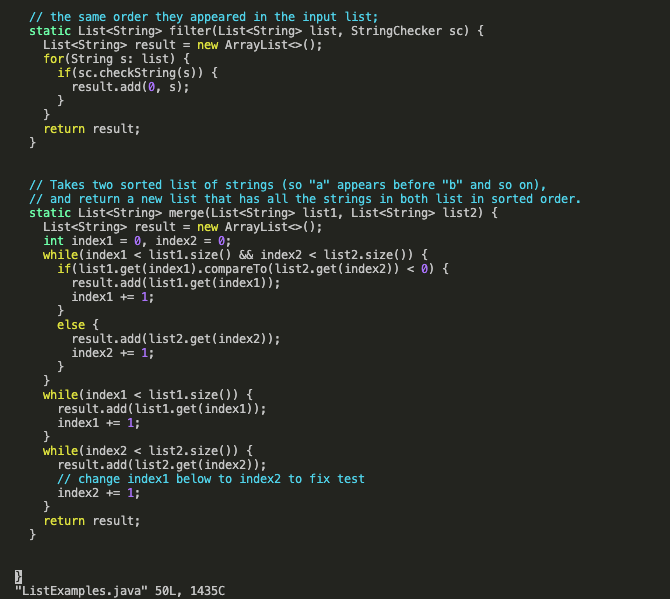 // the same order they appeared in the input list;
  static List<String> filter(List<String> list, StringChecker sc) {
    List<String> result = new ArrayList<>();
    for(String s: list) {
      if(sc.checkString(s)) {
        result.add(0, s);
      }
    }
    return result;
  }


  // Takes two sorted list of strings (so "a" appears before "b" and so on),
  // and return a new list that has all the strings in both list in sorted order.
  static List<String> merge(List<String> list1, List<String> list2) {
    List<String> result = new ArrayList<>();
    int index1 = 0, index2 = 0;
    while(index1 < list1.size() && index2 < list2.size()) {
      if(list1.get(index1).compareTo(list2.get(index2)) < 0) {
        result.add(list1.get(index1));
        index1 += 1;
      }
      else {
        result.add(list2.get(index2));
        index2 += 1;
      }
    }
    while(index1 < list1.size()) {
      result.add(list1.get(index1));
      index1 += 1;
    }
    while(index2 < list2.size()) {
      result.add(list2.get(index2));
      // change index1 below to index2 to fix test
      index2 += 1;
    }
    return result;
  }


}
"ListExamples.java" 50L, 1435C